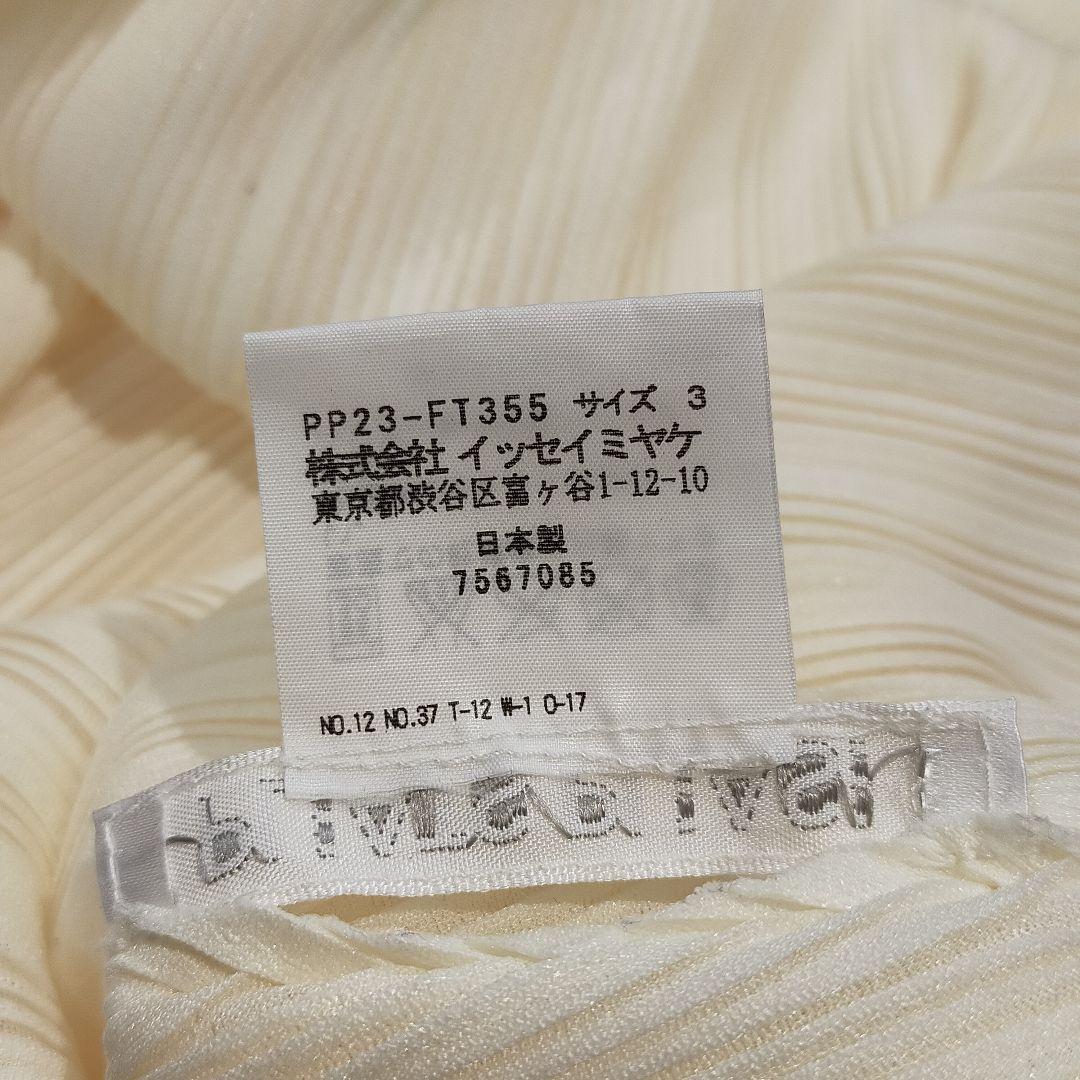 PP23-FT355 サイズ 3
株式会社 イッセイミヤケ
東京都渋谷区富ヶ谷1-12-10
日本製
7567085
NO.12 NO.37 T-12 W-1 O-17